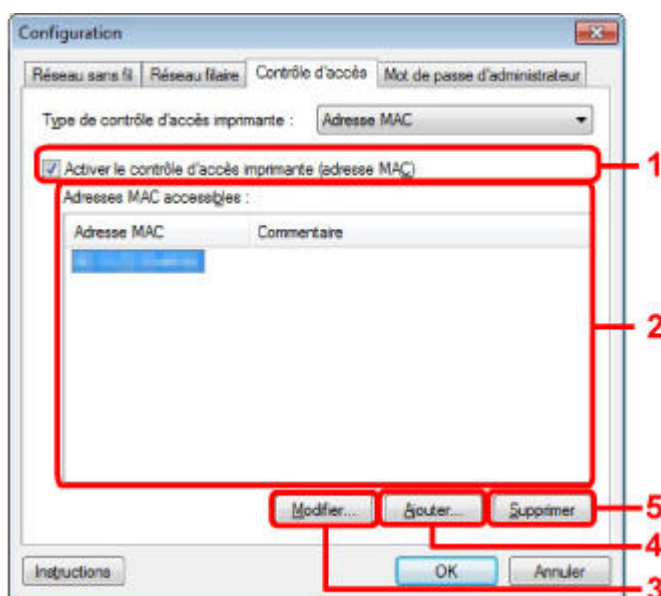 Configuration
Réseau sans fil Réseau filaire Contrôle d'accès Mot de passe d'administrateur
Type de contrôle d'accès imprimante : Adresse MAC
Activer le contrôle d'accès imprimante (adresse MAC) 1
Adresses MAC accessibles :
Adresse MAC Commentaire
2
Modifier... Ajouter... Supprimer 5
4
Instructions OK Annuler
3